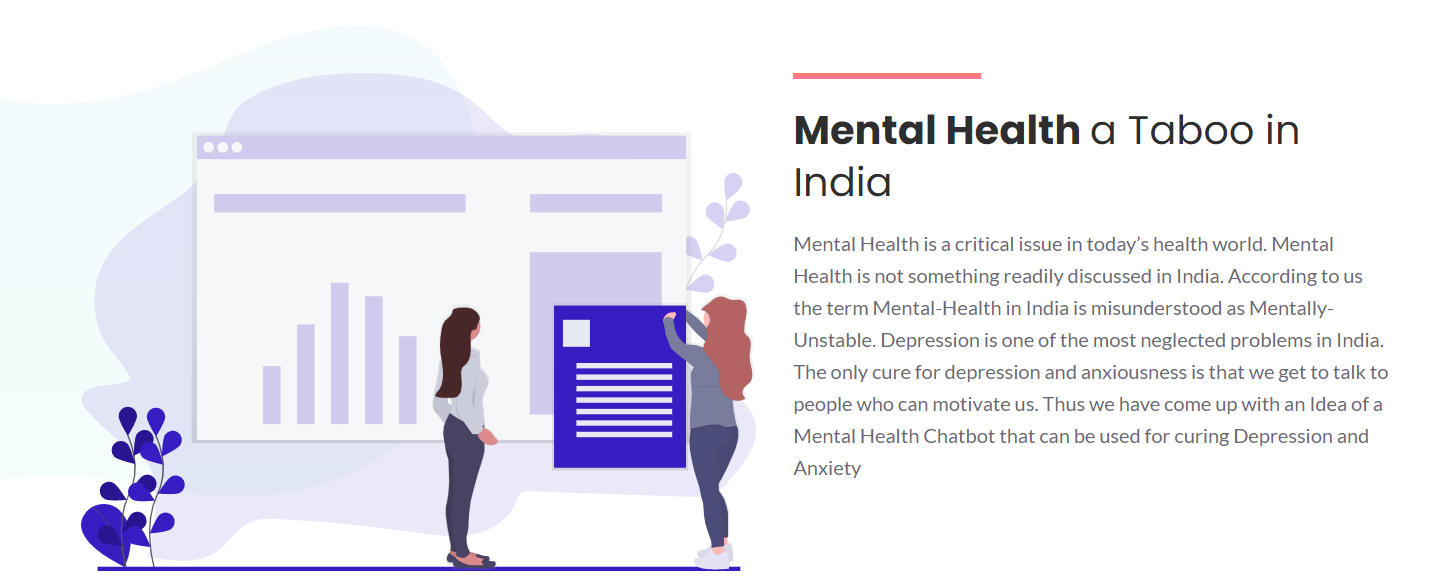 Mental Health a Taboo in
India
Mental Health is a critical issue in today’s health world. Mental
Health is not something readily discussed in India. According to us
the term Mental-Health in India is misunderstood as Mentally-
Unstable. Depression is one of the most neglected problems in India.
The only cure for depression and anxiousness is that we get to talk to
people who can motivate us. Thus we have come up with an Idea of a
Mental Health Chatbot that can be used for curing Depression and
Anxiety